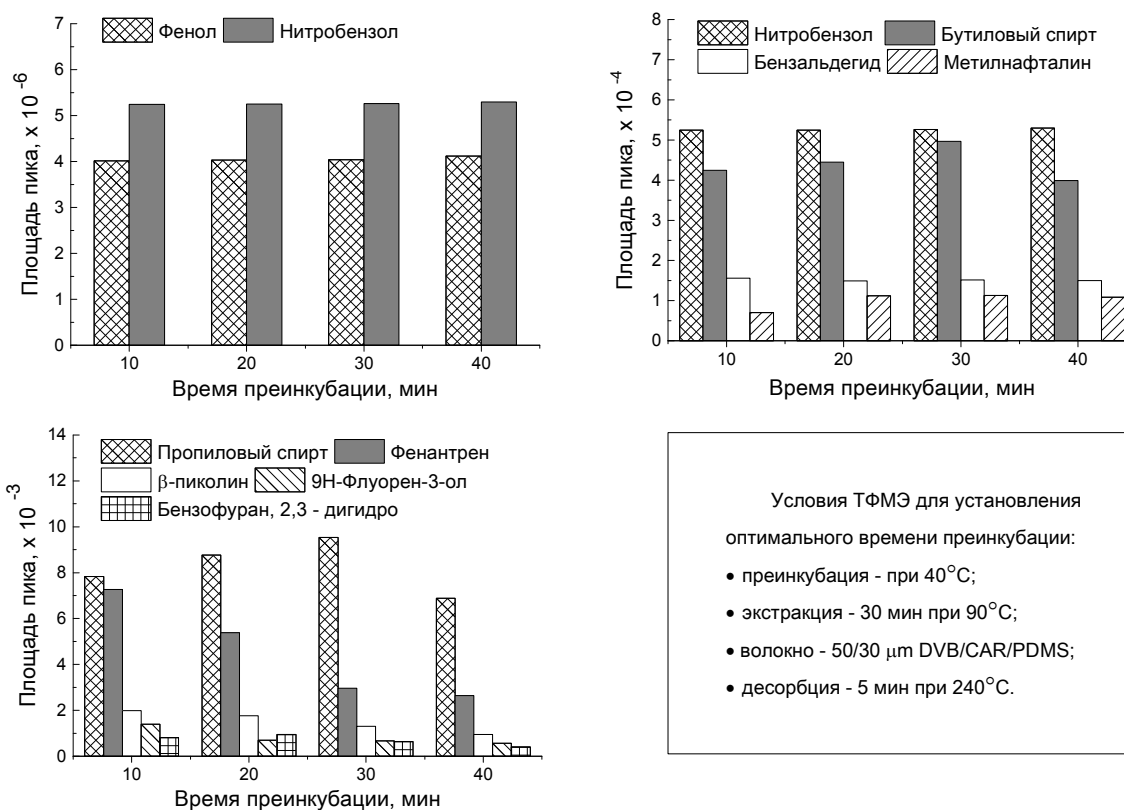 Площадь пика, x 10 -6
7
6
5
4
3
2
1
0
Фенол Нитробензол
10 20 30 40
Время преинкубации, мин
Площадь пика, x 10 -4
8
7
6
5
4
3
2
1
0
Нитробензол Бутиловый спирт
Бензальдегид Метилнафталин
10 20 30 40
Время преинкубации, мин
Площадь пика, x 10 -3
14
12
10
8
6
4
2
0
Пропиловый спирт Фенантрен
β-пиколин 9Н-Флуорен-3-ол
Бензофуран, 2,3 - дигидро
10 20 30 40
Время преинкубации, мин
Условия ТФМЭ для установления
оптимального времени преинкубации:
• преинкубация - при 40°C;
• экстракция - 30 мин при 90°C;
• волокно - 50/30 μm DVB/CAR/PDMS;
• десорбция - 5 мин при 240°C.